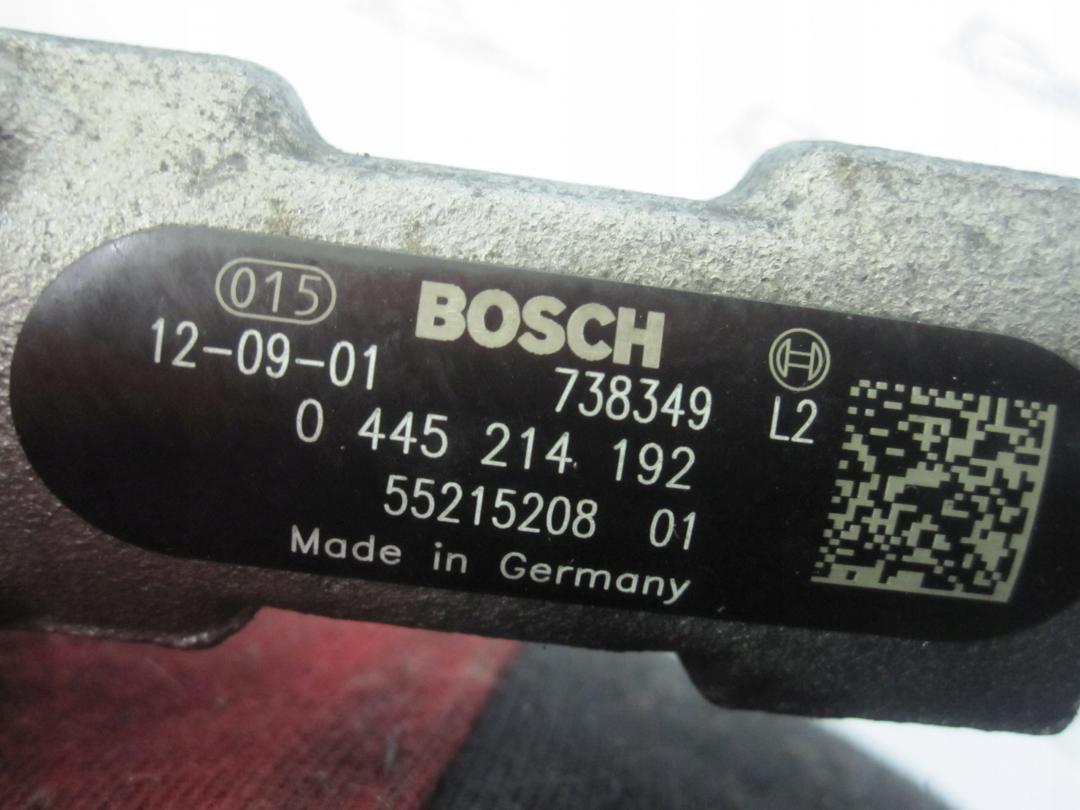 015 BOSCH
12-09-01 738349 L2
0 445 214 192
55215208 01
Made in Germany